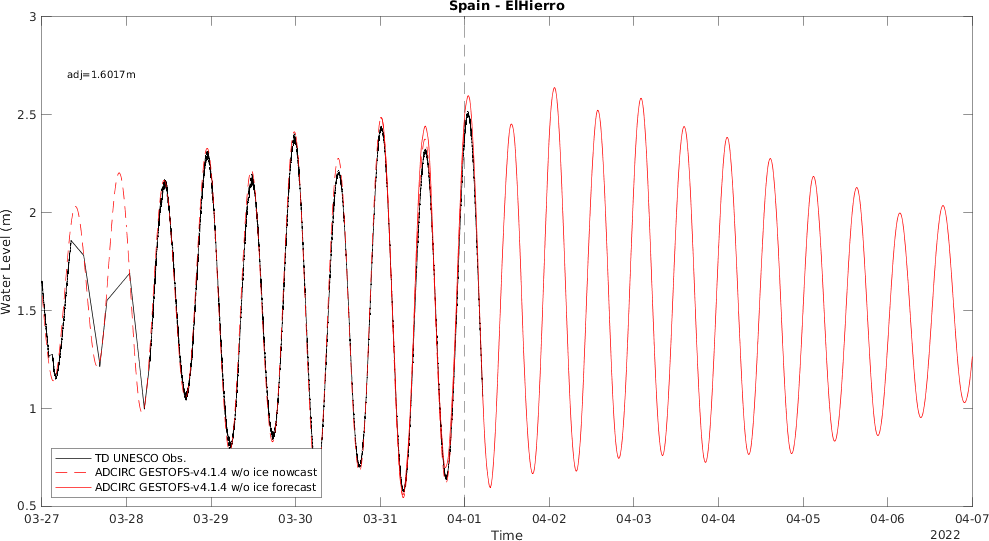 Spain - ElHierro
3
adj=1.6017m
2.5
2
Water Level (m)
1.5
1
TD UNESCO Obs.
ADCIRC GESTOFS-v4.1.4 w/o ice nowcast
ADCIRC GESTOFS-v4.1.4 w/o ice forecast
0.5
03-27 03-28 03-29 03-30 03-31 04-01 04-02 04-03 04-04 04-05 04-06 04-07
Time
2022